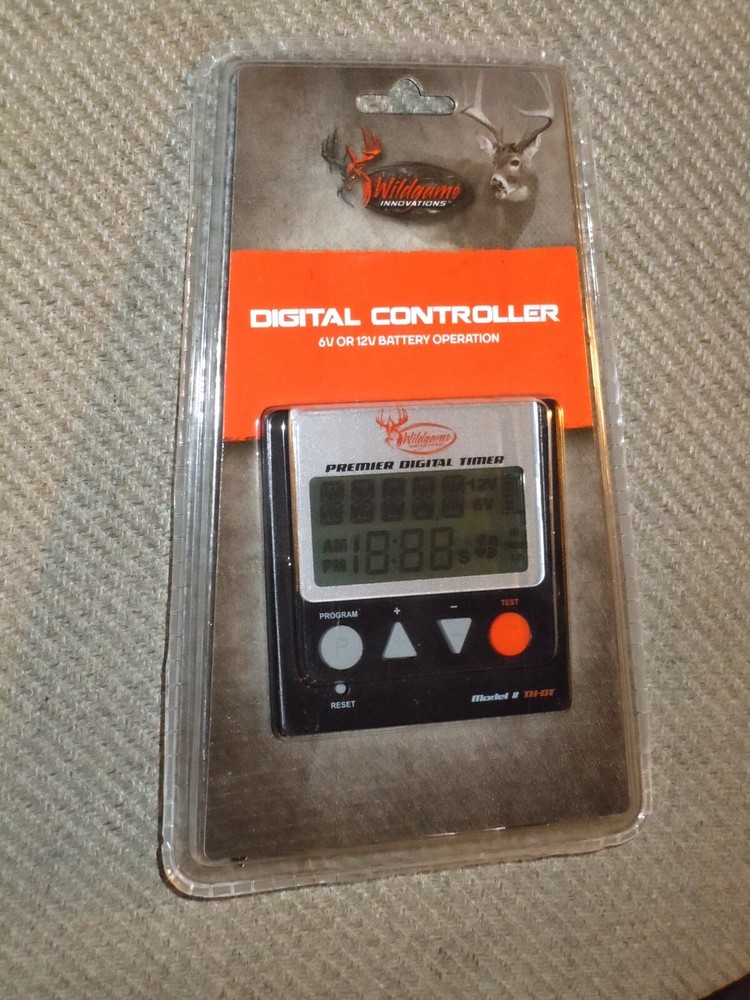 Wildgame
INNOVATIONS™
DIGITAL CONTROLLER
6V OR 12V BATTERY OPERATION
Wildgame
PREMIER DIGITAL TIMER
12V
6V
AM 18:88 S
PM
PROGRAM + - TEST
P
RESET
Model # TH-DT